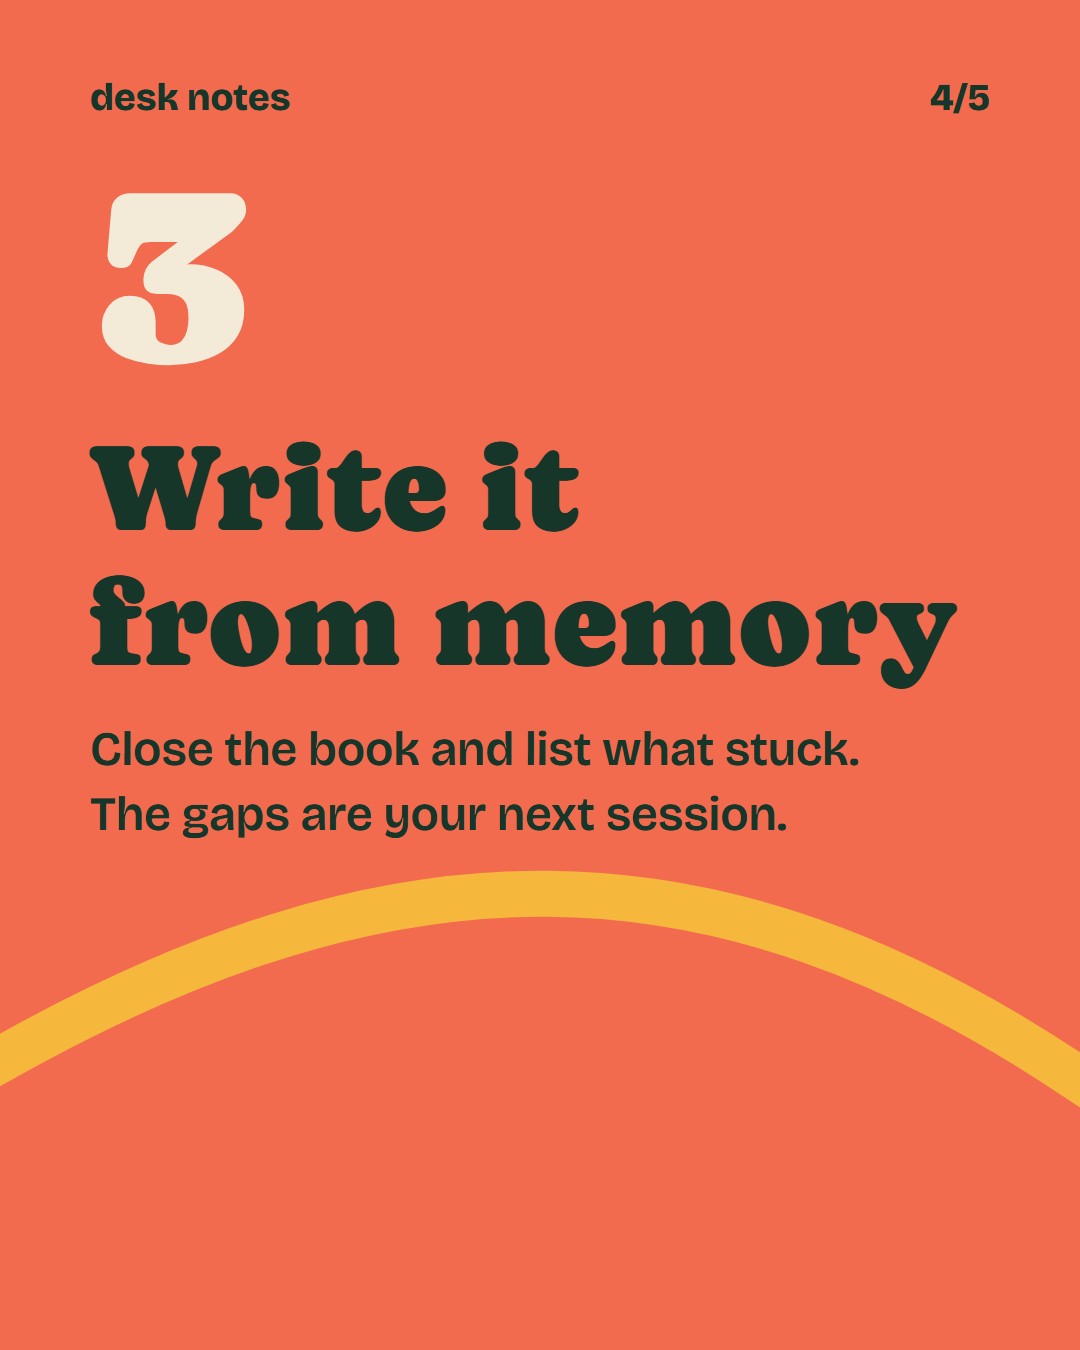 desk notes
4/5
3
Write it
from memory
Close the book and list what stuck.
The gaps are your next session.